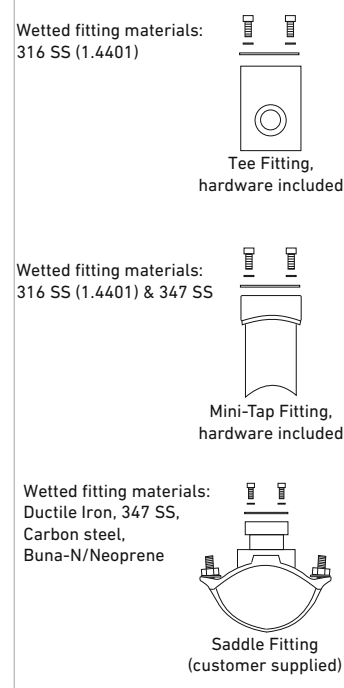 Wetted fitting materials:
316 SS (1.4401)
Tee Fitting,
hardware included
Wetted fitting materials:
316 SS (1.4401) & 347 SS
Mini-Tap Fitting,
hardware included
Wetted fitting materials:
Ductile Iron, 347 SS,
Carbon steel,
Buna-N/Neoprene
Saddle Fitting
(customer supplied)